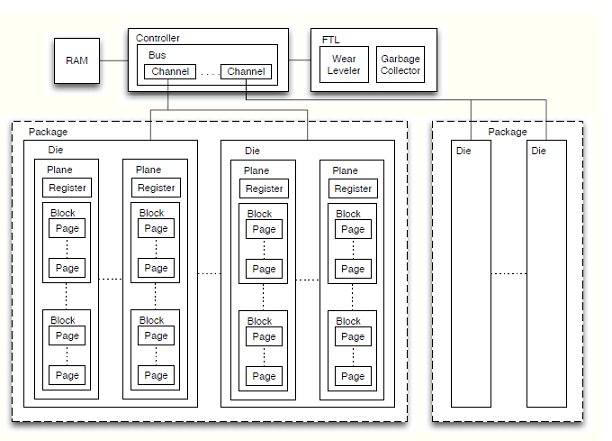 Controller
FTL
RAM
Bus
Channel
Channel
Wear
Leveler
Garbage
Collector
Package
Die
Plane
Register
Block
Page
Page
Block
Page
Page
Plane
Register
Block
Page
Page
Block
Page
Page
Die
Plane
Register
Block
Page
Page
Block
Page
Page
Plane
Register
Block
Page
Page
Block
Page
Page
Package
Die
Die